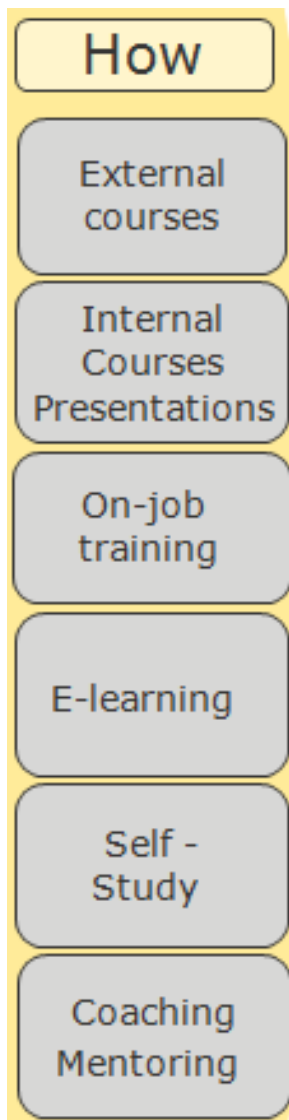 How
External
courses
Internal
Courses
Presentations
On-job
training
E-learning
Self -
Study
Coaching
Mentoring